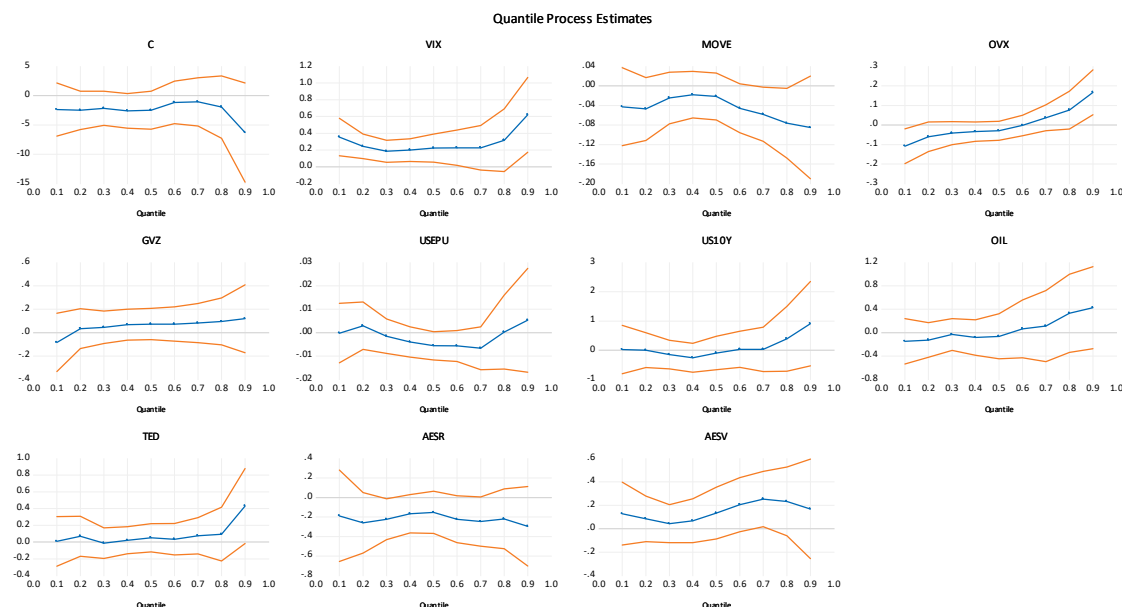 Quantile Process Estimates
C
5
0
-5
-10
-15
0.0 0.1 0.2 0.3 0.4 0.5 0.6 0.7 0.8 0.9 1.0
Quantile
VIX
1.2
1.0
0.8
0.6
0.4
0.2
0.0
-0.2
0.0 0.1 0.2 0.3 0.4 0.5 0.6 0.7 0.8 0.9 1.0
Quantile
MOVE
.04
.00
-.04
-.08
-.12
-.16
-.20
0.0 0.1 0.2 0.3 0.4 0.5 0.6 0.7 0.8 0.9 1.0
Quantile
OVX
.3
.2
.1
.0
-.1
-.2
-.3
0.0 0.1 0.2 0.3 0.4 0.5 0.6 0.7 0.8 0.9 1.0
Quantile
GVZ
.6
.4
.2
.0
-.2
-.4
0.0 0.1 0.2 0.3 0.4 0.5 0.6 0.7 0.8 0.9 1.0
Quantile
USEPU
.03
.02
.01
.00
-.01
-.02
0.0 0.1 0.2 0.3 0.4 0.5 0.6 0.7 0.8 0.9 1.0
Quantile
US10Y
3
2
1
0
-1
0.0 0.1 0.2 0.3 0.4 0.5 0.6 0.7 0.8 0.9 1.0
Quantile
OIL
1.2
0.8
0.4
0.0
-0.4
-0.8
0.0 0.1 0.2 0.3 0.4 0.5 0.6 0.7 0.8 0.9 1.0
Quantile
TED
1.0
0.8
0.6
0.4
0.2
0.0
-0.2
-0.4
0.0 0.1 0.2 0.3 0.4 0.5 0.6 0.7 0.8 0.9 1.0
Quantile
AESR
.4
.2
.0
-.2
-.4
-.6
-.8
0.0 0.1 0.2 0.3 0.4 0.5 0.6 0.7 0.8 0.9 1.0
Quantile
AESV
.6
.4
.2
.0
-.2
-.4
0.0 0.1 0.2 0.3 0.4 0.5 0.6 0.7 0.8 0.9 1.0
Quantile